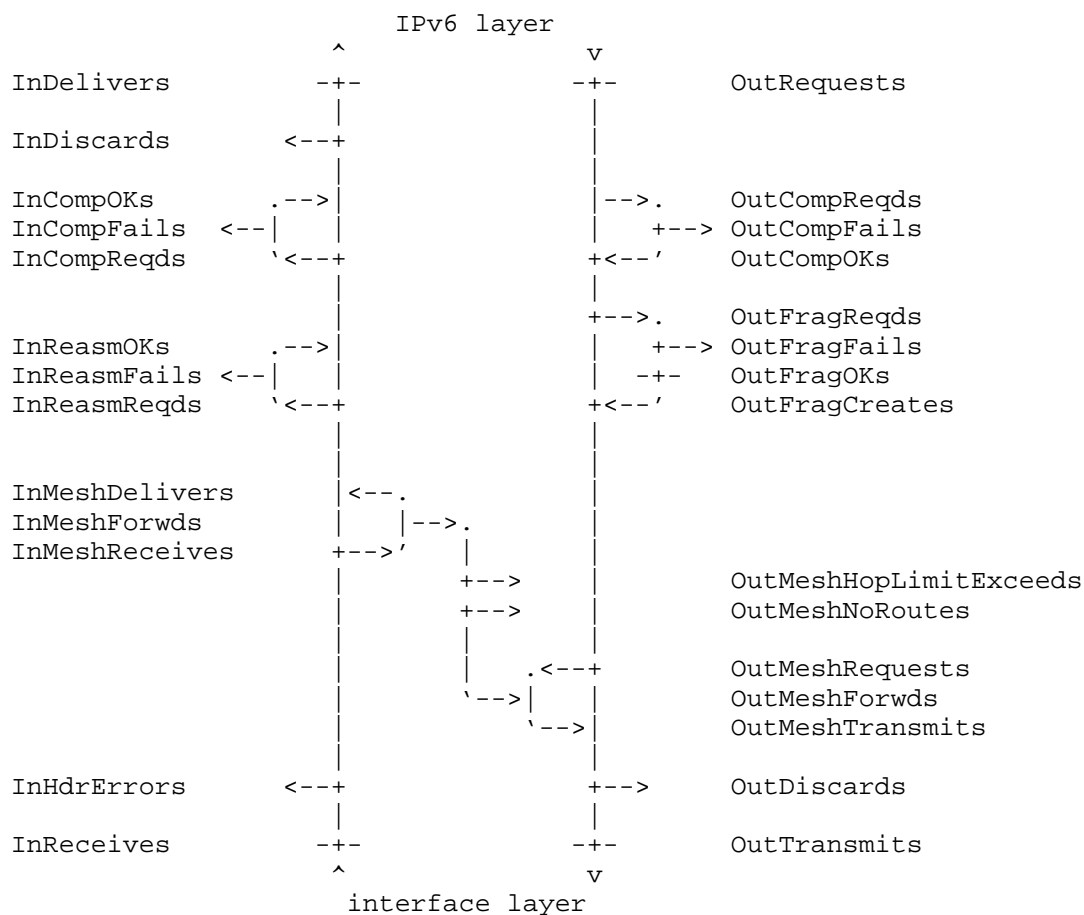 IPv6 layer
InDelivers OutRequests
InDiscards
InCompOKs OutCompReqds
InCompFails OutCompFails
InCompReqds OutCompOKs
OutFragReqds
InReasmOKs OutFragFails
InReasmFails OutFragOKs
InReasmReqds OutFragCreates
InMeshDelivers
InMeshForwds
InMeshReceives
OutMeshHopLimitExceeds
OutMeshNoRoutes
OutMeshRequests
OutMeshForwds
OutMeshTransmits
InHdrErrors OutDiscards
InReceives OutTransmits
interface layer